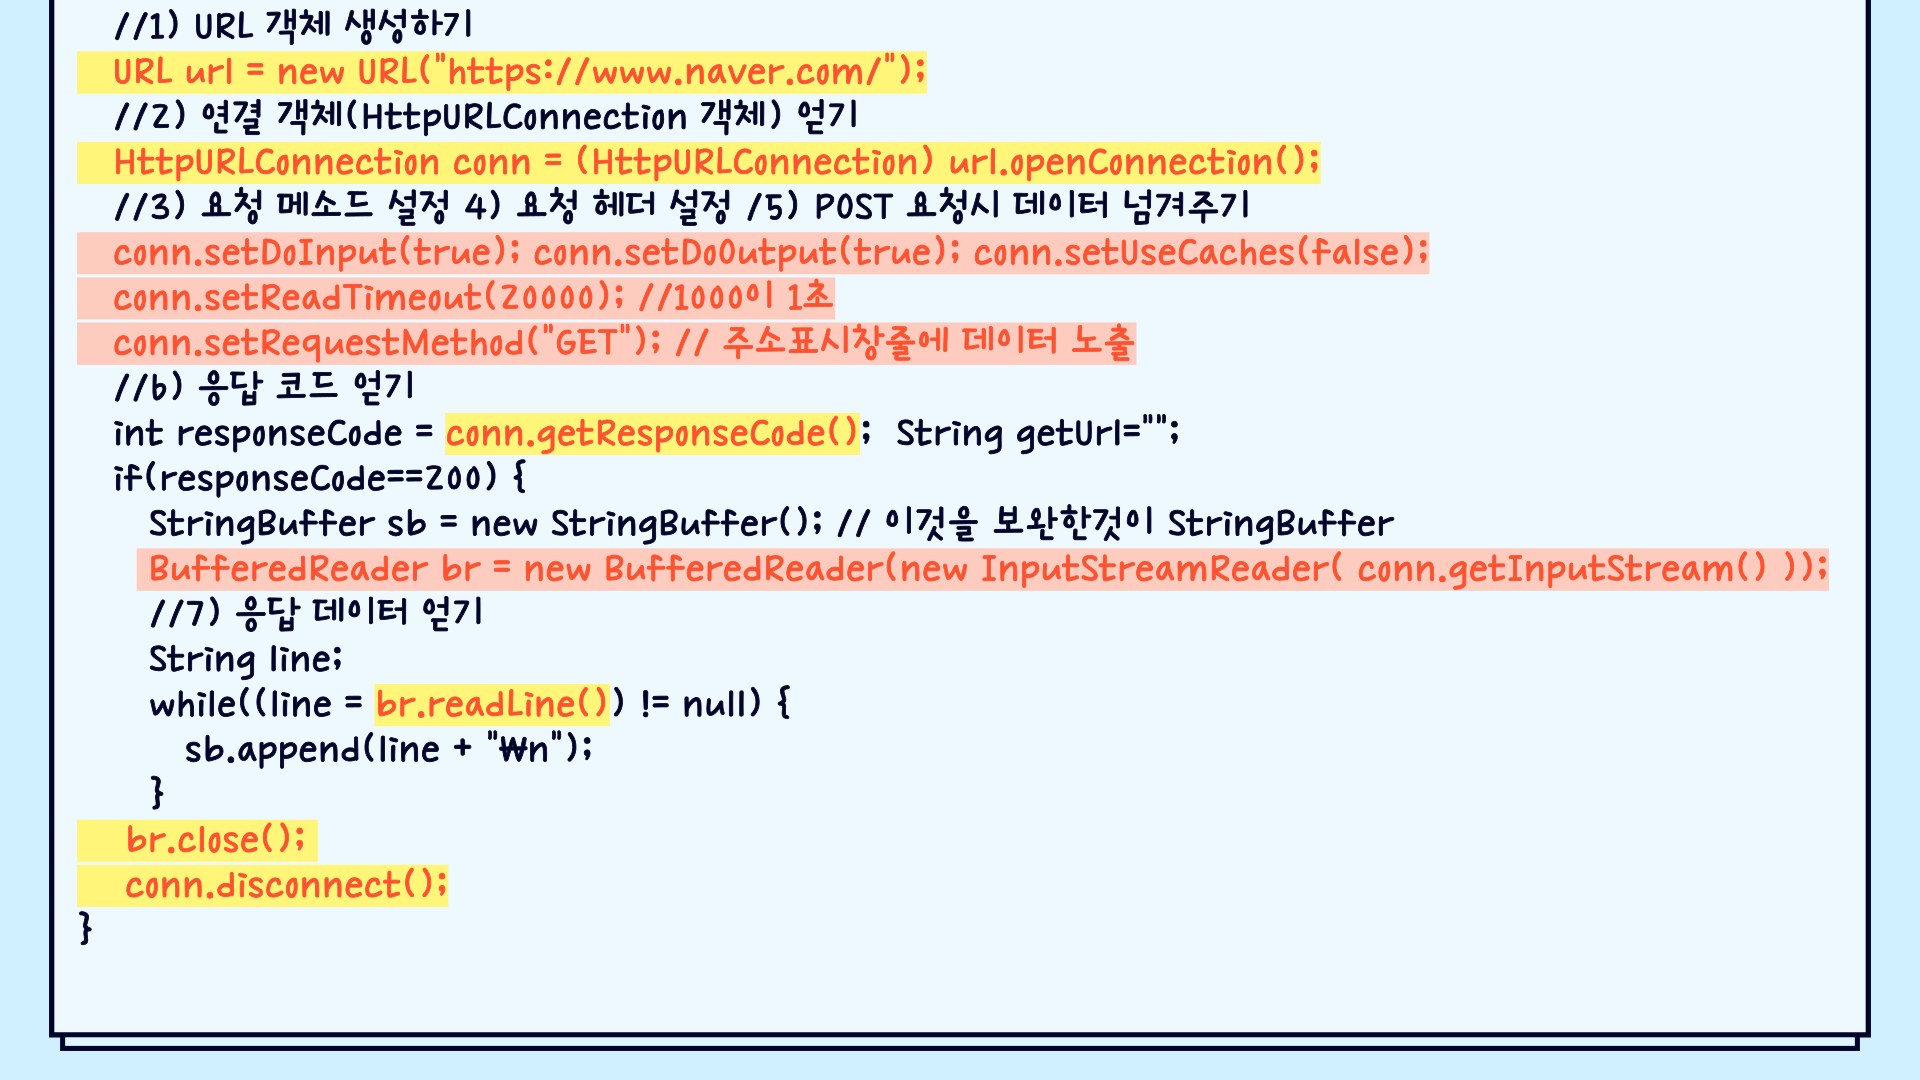 //1) URL 객체 생성하기
URL url = new URL("https://www.naver.com/");
//2) 연결 객체(HttpURLConnection 객체) 얻기
HttpURLConnection conn = (HttpURLConnection) url.openConnection();
//3) 요청 메소드 설정 4) 요청 헤더 설정 /5) POST 요청시 데이터 넘겨주기
conn.setDoInput(true); conn.setDoOutput(true); conn.setUseCaches(false);
conn.setReadTimeout(20000); //1000이 1초
conn.setRequestMethod("GET"); // 주소표시창줄에 데이터 노출
//6) 응답 코드 얻기
int responseCode = conn.getResponseCode();  String getUrl="";
if(responseCode==200) {
StringBuffer sb = new StringBuffer(); // 이것을 보완한것이 StringBuffer
BufferedReader br = new BufferedReader(new InputStreamReader( conn.getInputStream() ));
//7) 응답 데이터 얻기
String line;
while((line = br.readLine()) != null) {
sb.append(line + "₩n");
}
br.close();
conn.disconnect();
}